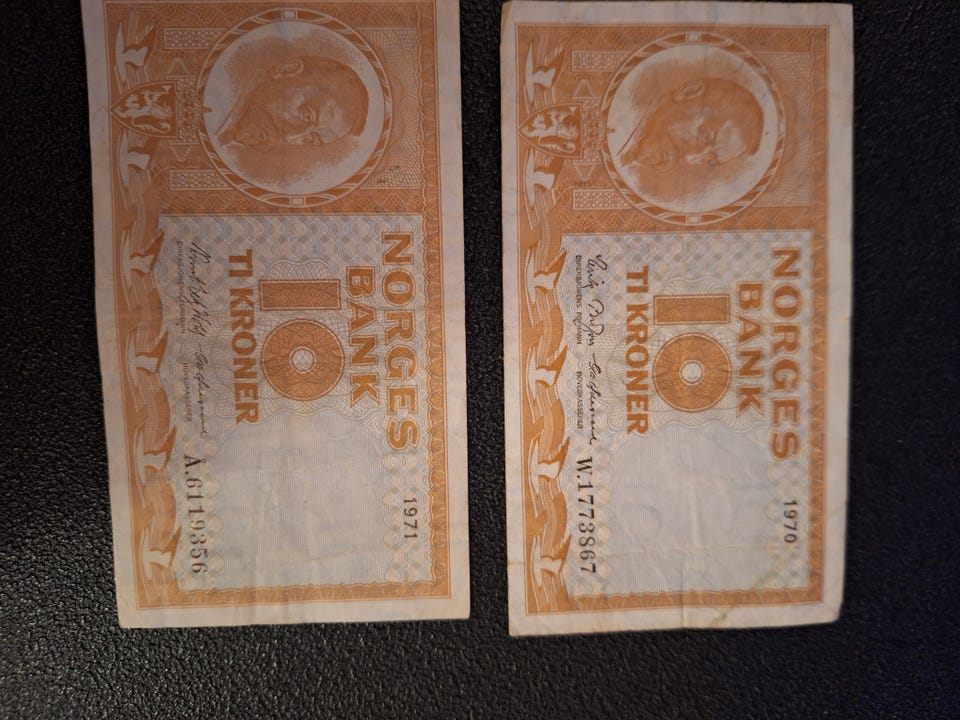 NORGES
BANK
1971
10
TI KRONER
DIREKSJONENS FORMANN
HOVEDKASSERER
A.6119356
NORGES
BANK
1970
10
TI KRONER
DIREKSJONENS FORMANN
HOVEDKASSERER
W.1773867